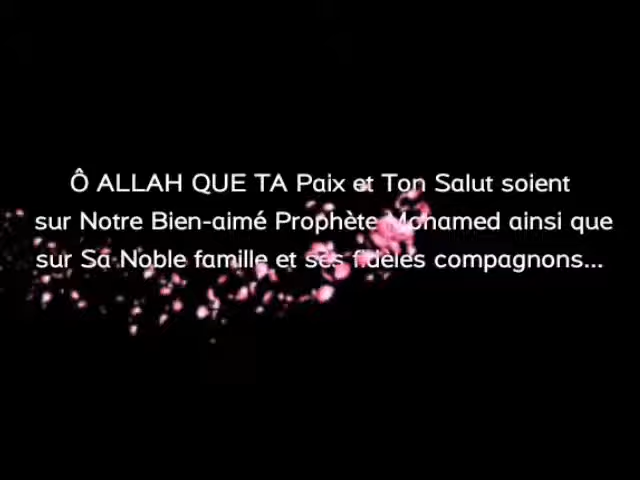 Ô ALLAH QUE TA Paix et Ton Salut soient
sur Notre Bien-aimé Prophète Mohamed ainsi que
sur Sa Noble famille et ses fidèles compagnons...